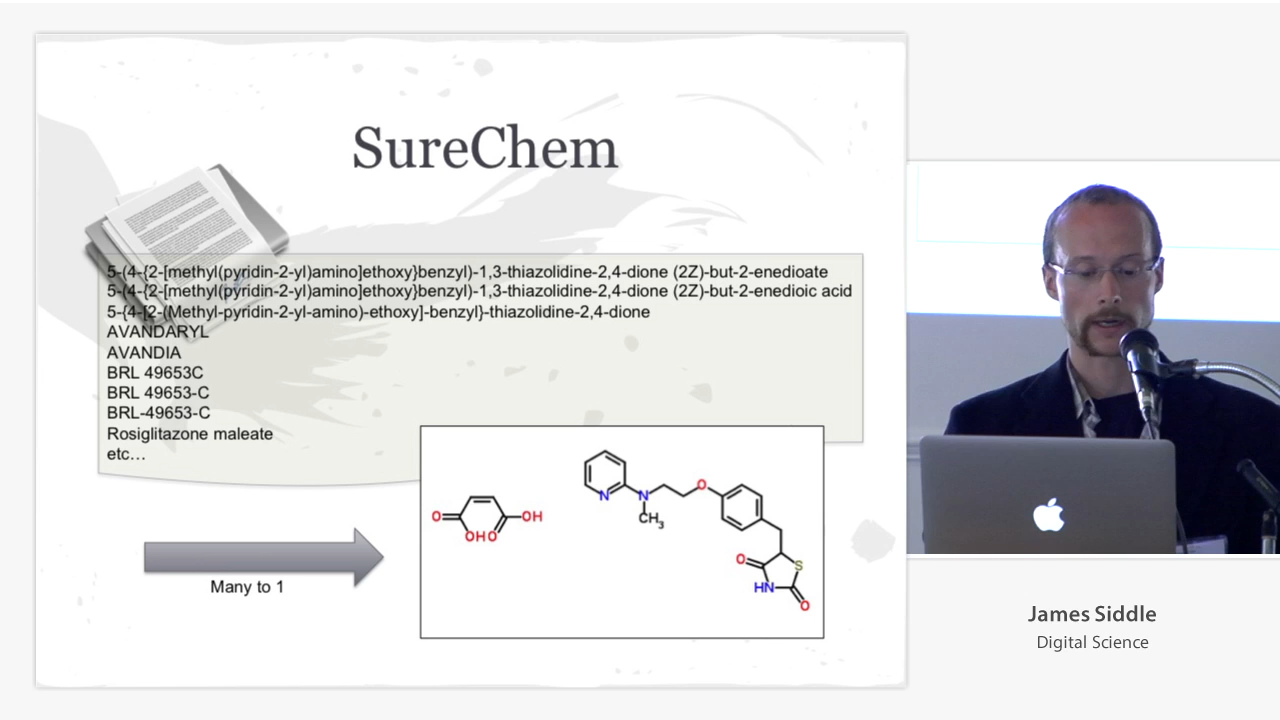 SureChem
5-(4-{2-[methyl(pyridin-2-yl)amino]ethoxy}benzyl)-1,3-thiazolidine-2,4-dione (2Z)-but-2-enedioate
5-(4-{2-[methyl(pyridin-2-yl)amino]ethoxy}benzyl)-1,3-thiazolidine-2,4-dione (2Z)-but-2-enedioic acid
5-{4-[2-(Methyl-pyridin-2-yl-amino)-ethoxy]-benzyl}-thiazolidine-2,4-dione
AVANDARYL
AVANDIA
BRL 49653C
BRL 49653-C
BRL-49653-C
Rosiglitazone maleate
etc…
Many to 1
O
OH
OH
O
N
N
CH3
O
O
S
HN
O
James Siddle
Digital Science